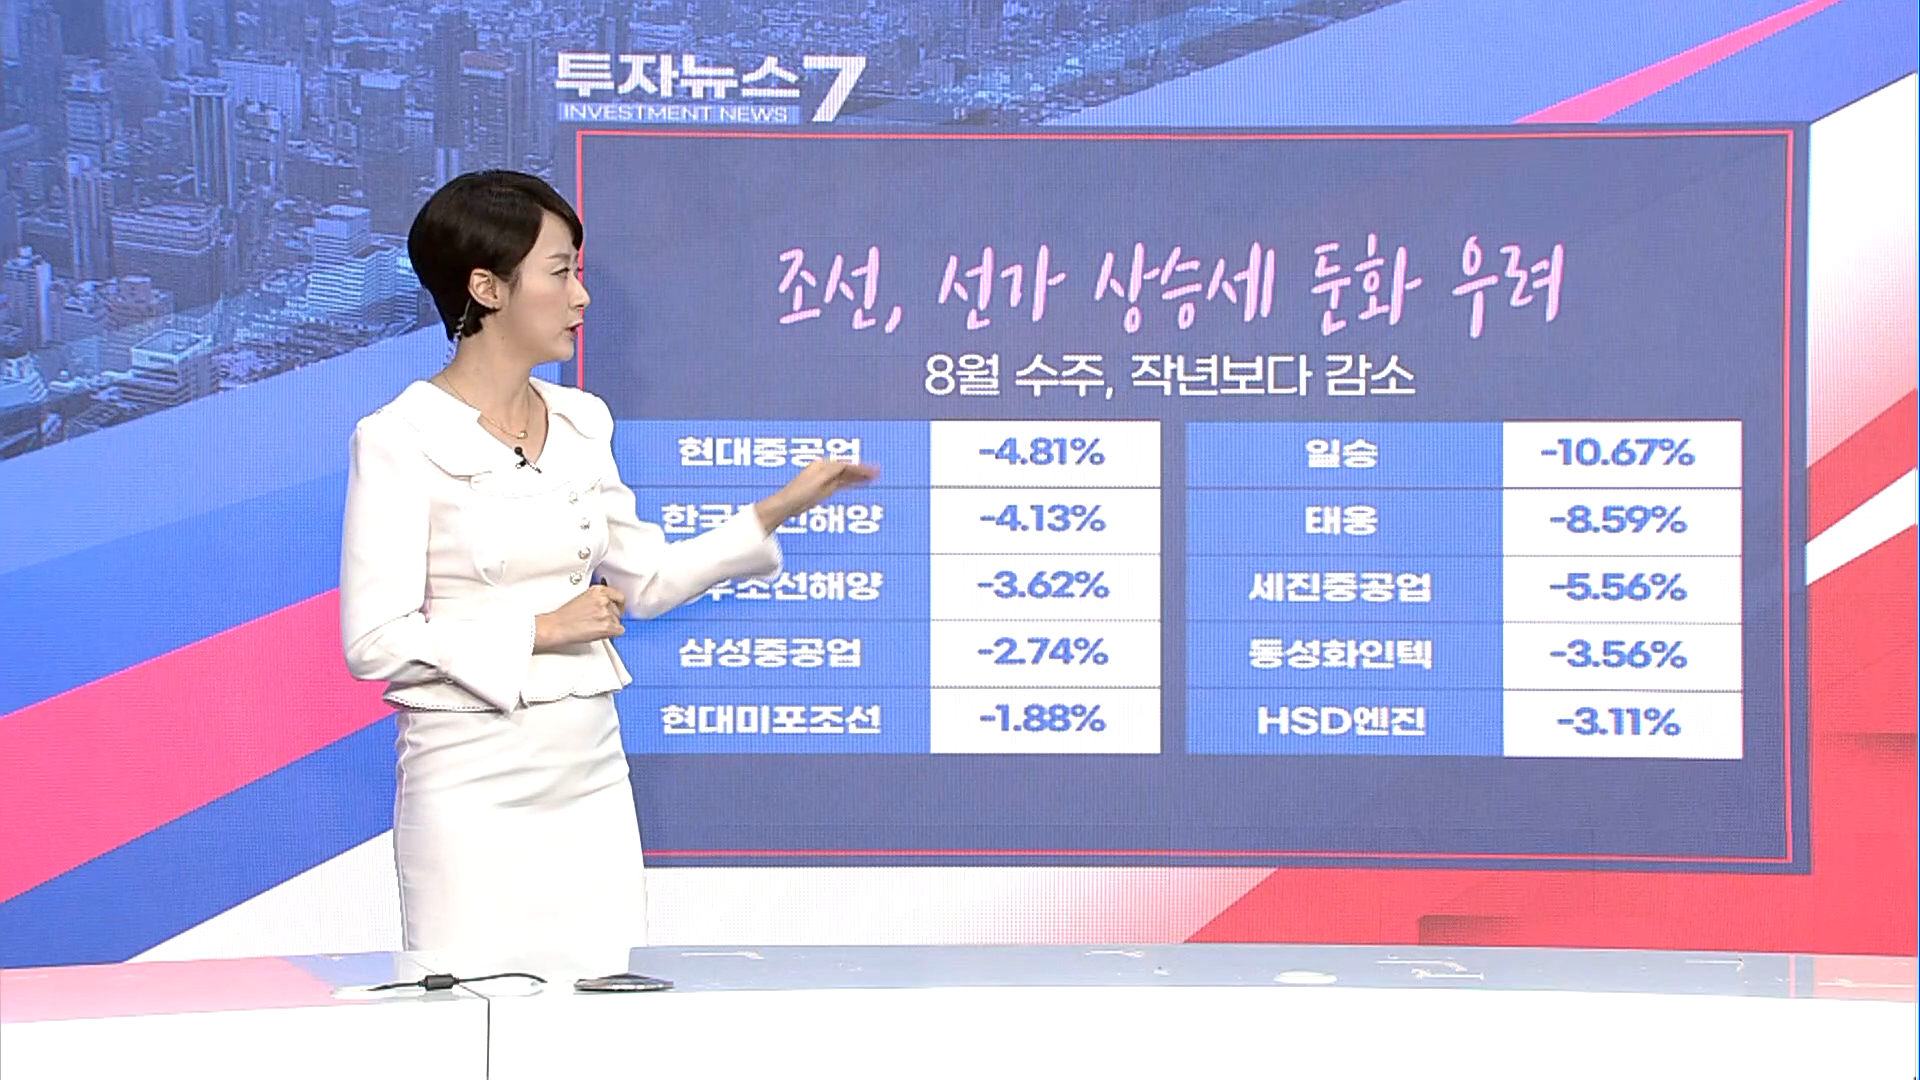 투자뉴스7
INVESTMENT NEWS
조선, 선가 상승세 둔화 우려
8월 수주, 작년보다 감소
현대중공업 -4.81% 일승 -10.67%
-4.13% 태웅 -8.59%
-3.62% 세진중공업 -5.56%
삼성중공업 -2.74% 동성화인텍 -3.56%
현대미포조선 -1.88% HSD엔진 -3.11%